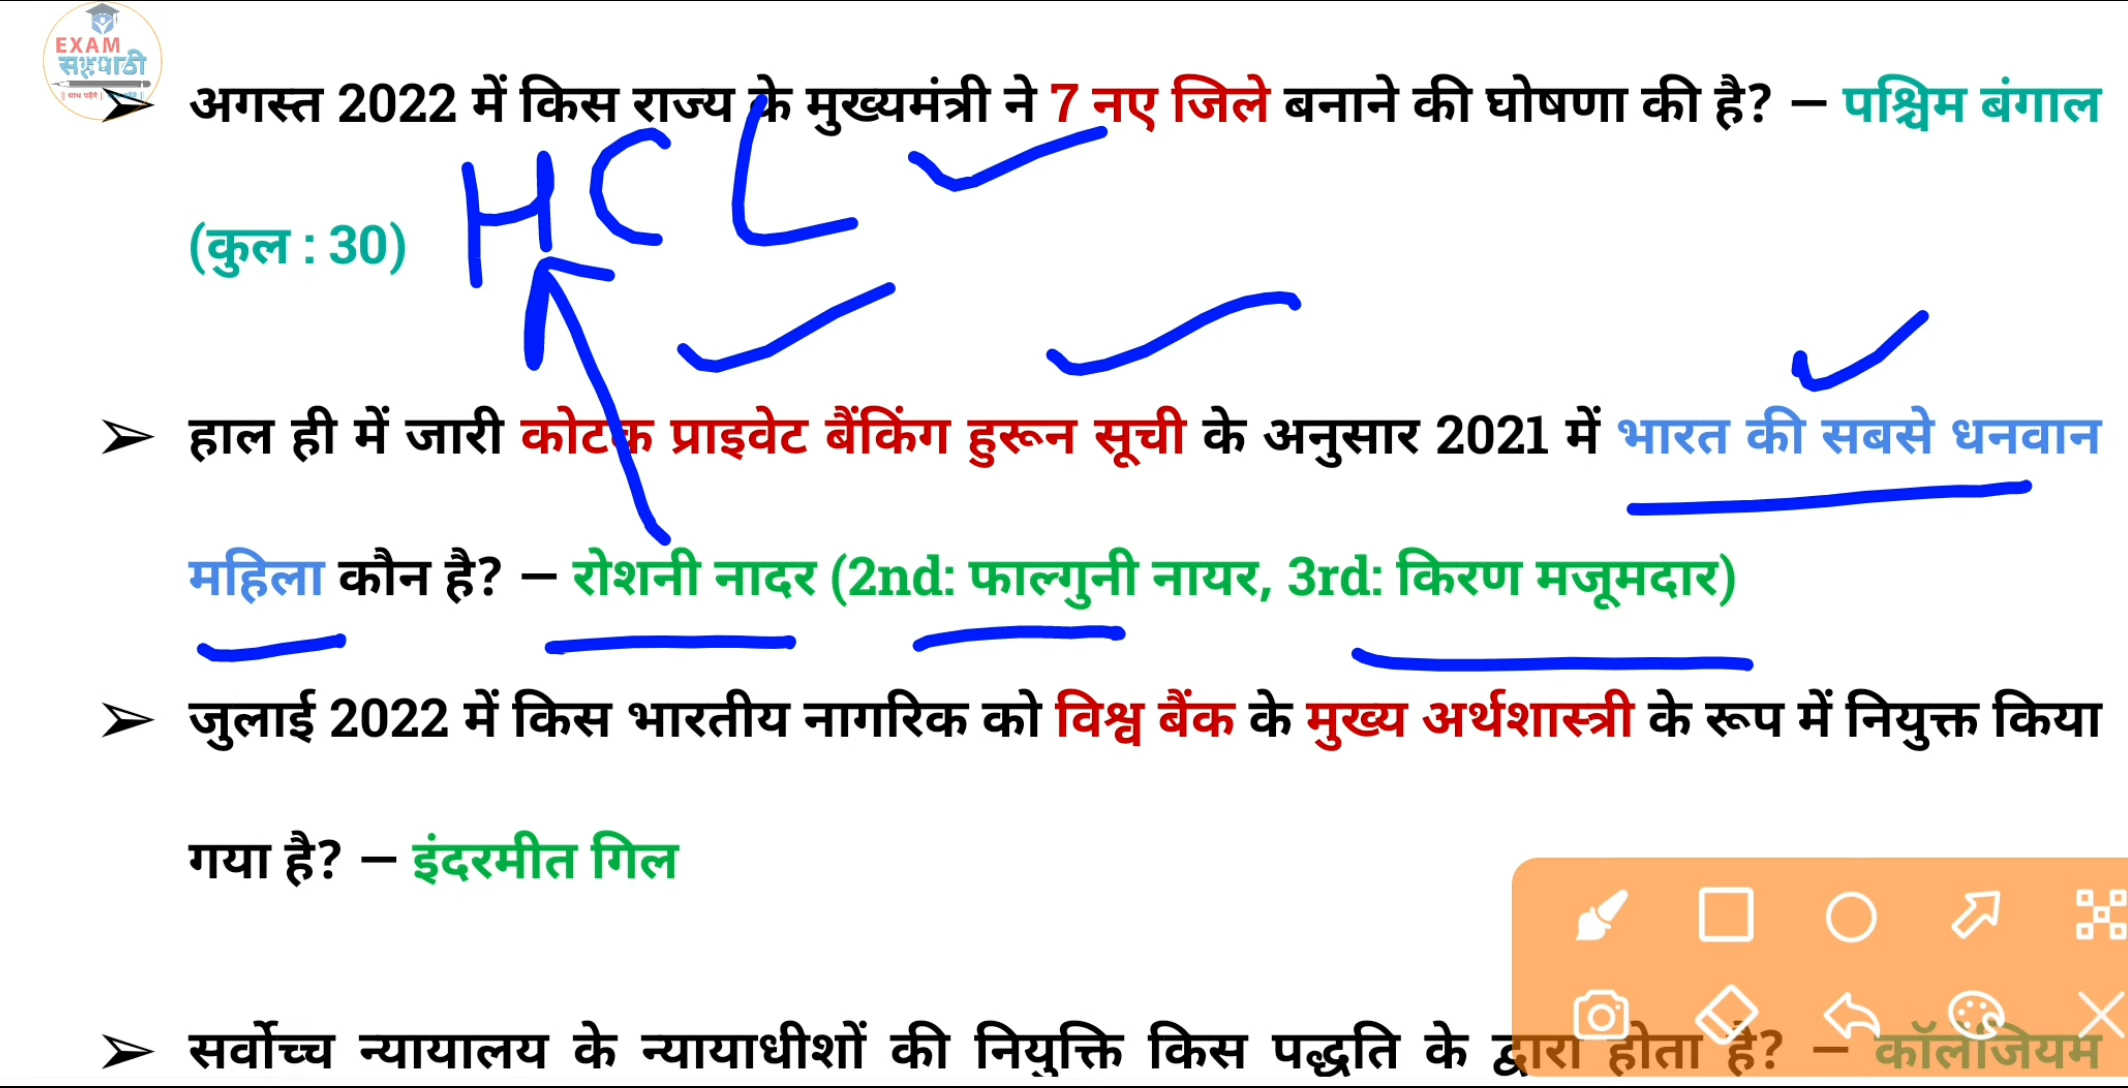 EXAM
सहपाठी
➢ अगस्त 2022 में किस राज्य के मुख्यमंत्री ने 7 नए जिले बनाने की घोषणा की है? – पश्चिम बंगाल
(कुल : 30)
HCL
➢ हाल ही में जारी कोटक प्राइवेट बैंकिंग हुरून सूची के अनुसार 2021 में भारत की सबसे धनवान
महिला कौन है? – रोशनी नादर (2nd: फाल्गुनी नायर, 3rd: किरण मजूमदार)
➢ जुलाई 2022 में किस भारतीय नागरिक को विश्व बैंक के मुख्य अर्थशास्त्री के रूप में नियुक्त किया
गया है? – इंदरमीत गिल
➢ सर्वोच्च न्यायालय के न्यायाधीशों की नियुक्ति किस पद्धति के द्वारा होता है? – कॉलेजियम